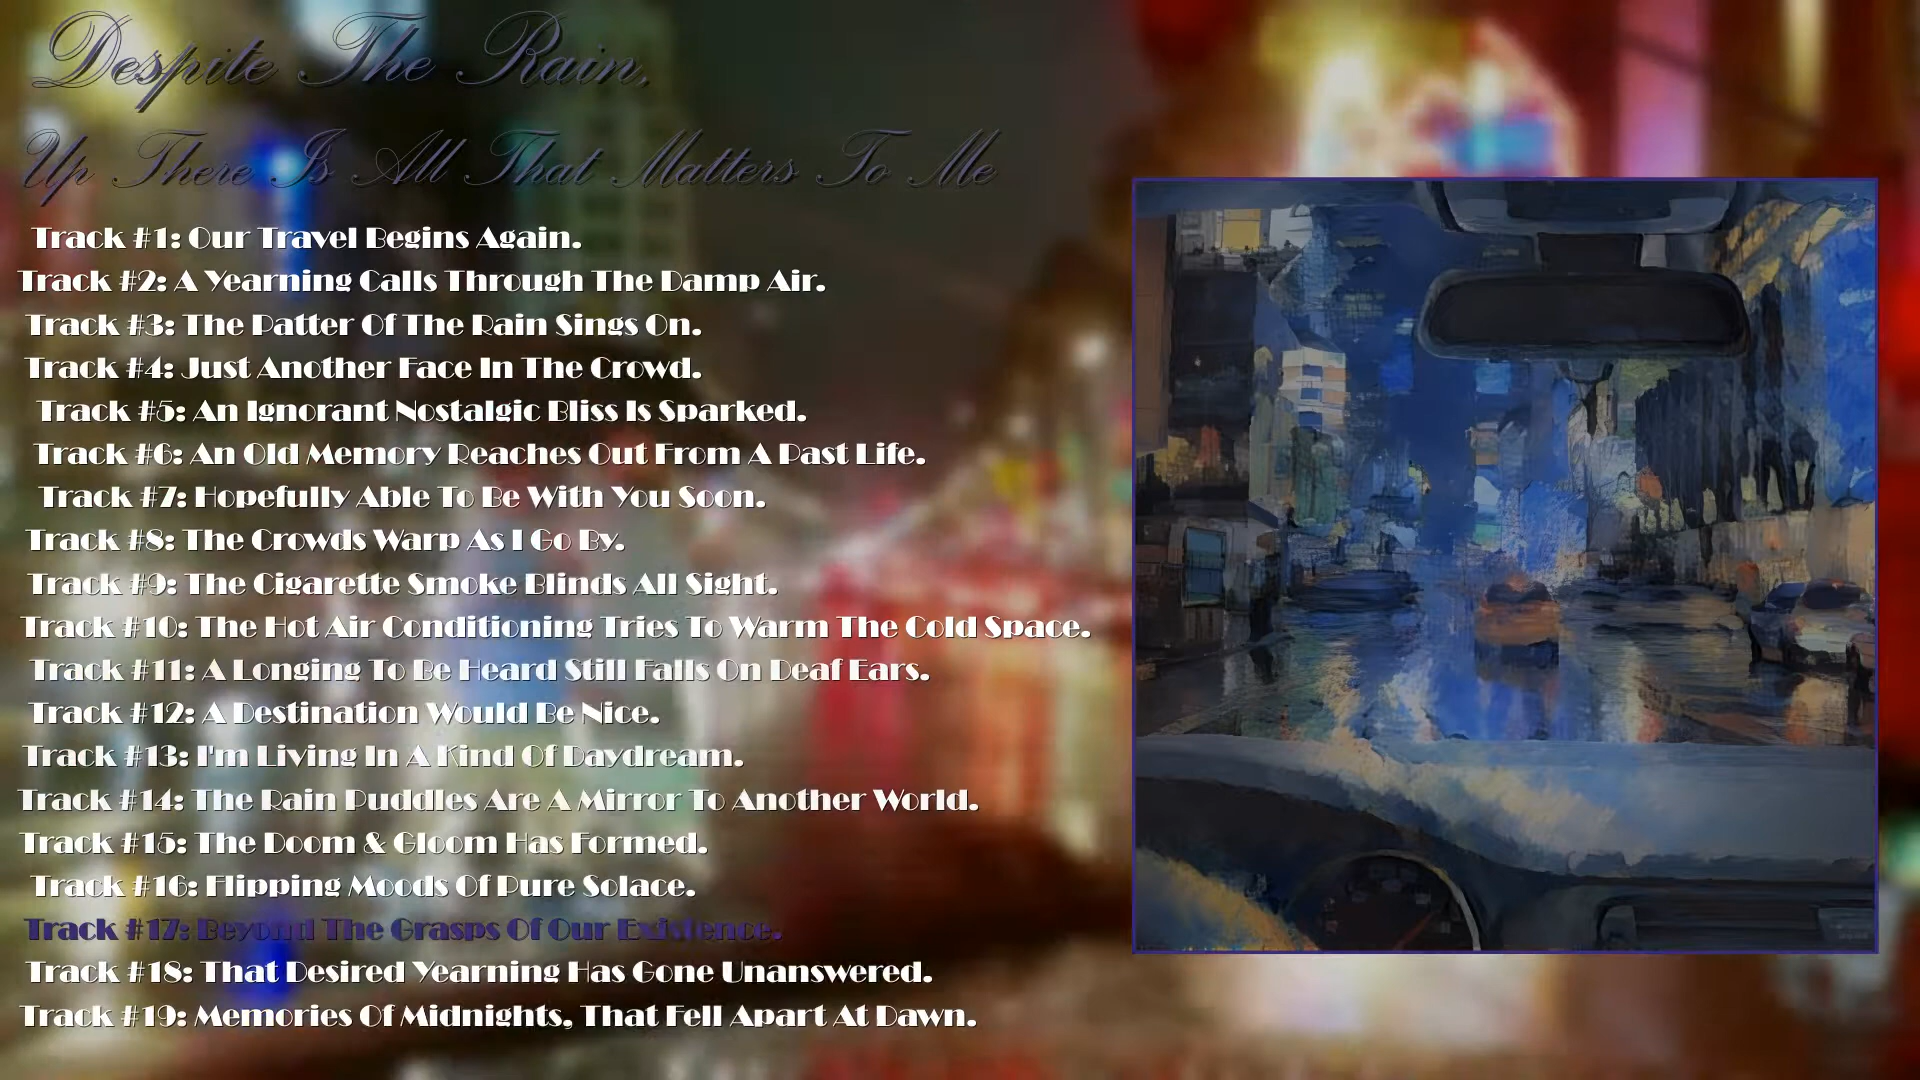 Despite The Rain,
Up There Is All That Matters To Me
Track #1: Our Travel Begins Again.
Track #2: A Yearning Calls Through The Damp Air.
Track #3: The Patter Of The Rain Sings On.
Track #4: Just Another Face In The Crowd.
Track #5: An Ignorant Nostalgic Bliss Is Sparked.
Track #6: An Old Memory Reaches Out From A Past Life.
Track #7: Hopefully Able To Be With You Soon.
Track #8: The Crowds Warp As I Go By.
Track #9: The Cigarette Smoke Blinds All Sight.
Track #10: The Hot Air Conditioning Tries To Warm The Cold Space.
Track #11: A Longing To Be Heard Still Falls On Deaf Ears.
Track #12: A Destination Would Be Nice.
Track #13: I'm Living In A Kind Of Daydream.
Track #14: The Rain Puddles Are A Mirror To Another World.
Track #15: The Doom & Gloom Has Formed.
Track #16: Flipping Moods Of Pure Solace.
Track #17: Beyond The Grasps Of Our Existence.
Track #18: That Desired Yearning Has Gone Unanswered.
Track #19: Memories Of Midnights, That Fell Apart At Dawn.